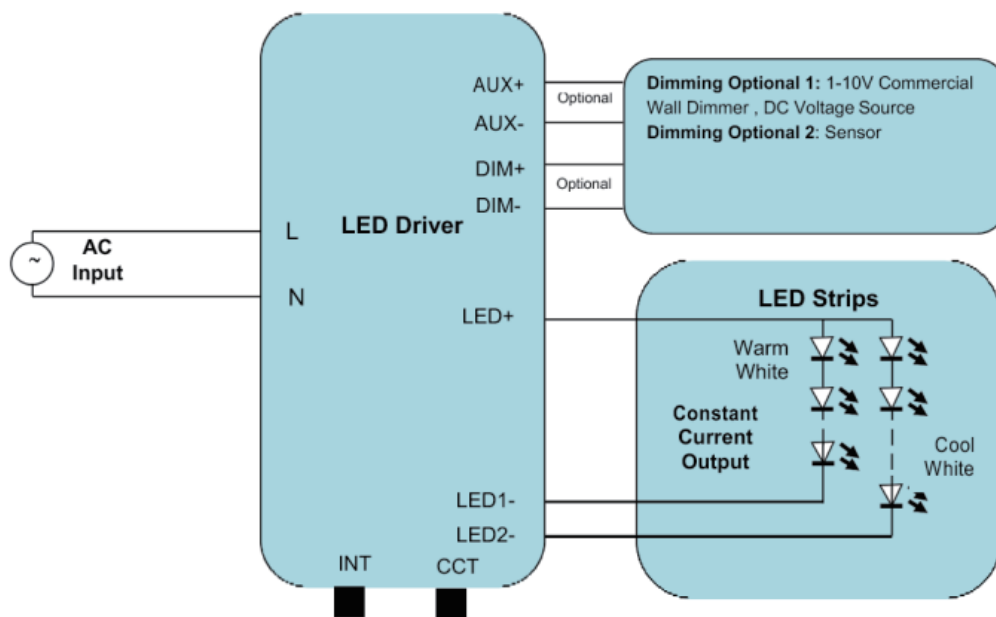 AUX+
AUX-
DIM+
DIM-
Optional
Optional
Dimming Optional 1: 1-10V Commercial
Wall Dimmer , DC Voltage Source
Dimming Optional 2: Sensor
AC
Input
~
L
N
LED Driver
LED+
LED1-
LED2-
INT
CCT
LED Strips
Warm
White
Constant
Current
Output
Cool
White